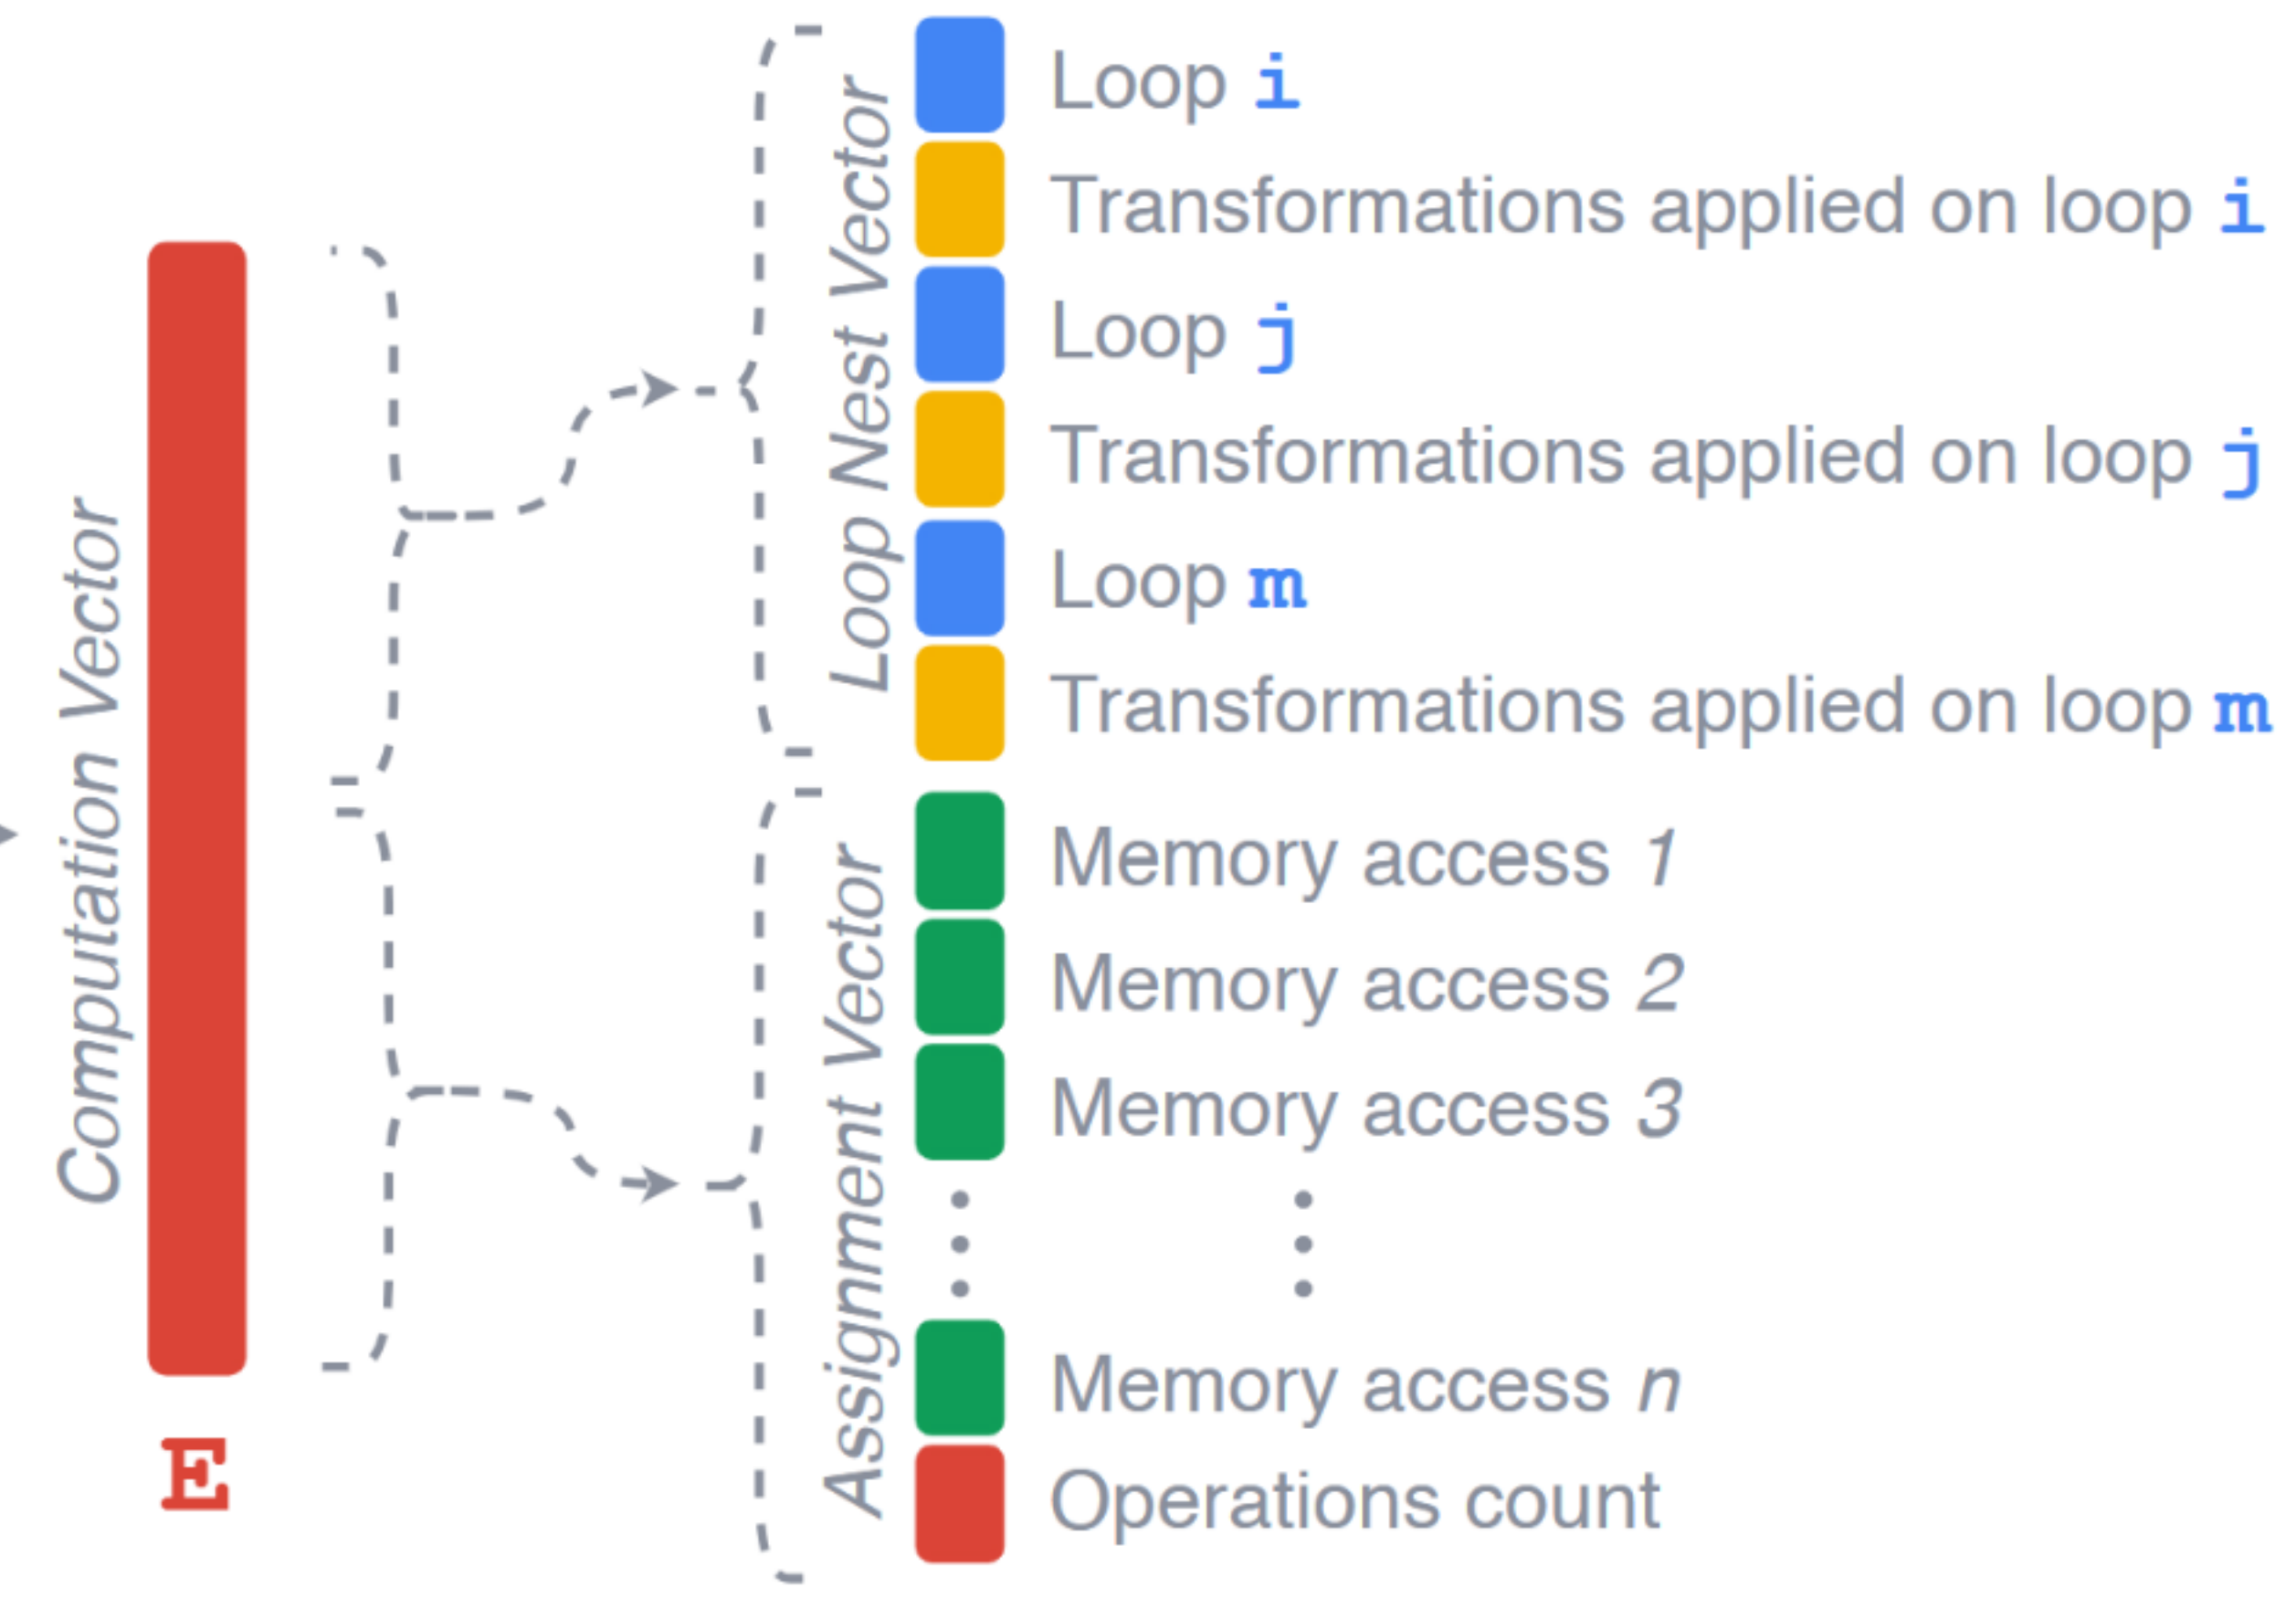 Computation Vector
E
Loop Nest Vector
Loop i
Transformations applied on loop i
Loop j
Transformations applied on loop j
Loop m
Transformations applied on loop m
Assignment Vector
Memory access 1
Memory access 2
Memory access 3
Memory access n
Operations count